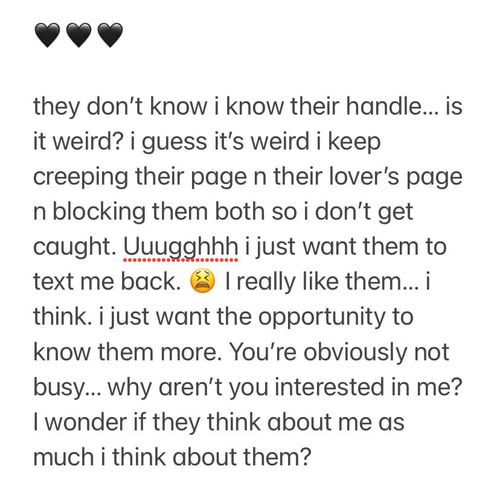 🖤🖤🖤
they don’t know i know their handle... is
it weird? i guess it’s weird i keep
creeping their page n their lover’s page
n blocking them both so i don’t get
caught. Uuugghhh i just want them to
text me back. 😫 I really like them... i
think. i just want the opportunity to
know them more. You’re obviously not
busy... why aren’t you interested in me?
I wonder if they think about me as
much i think about them?